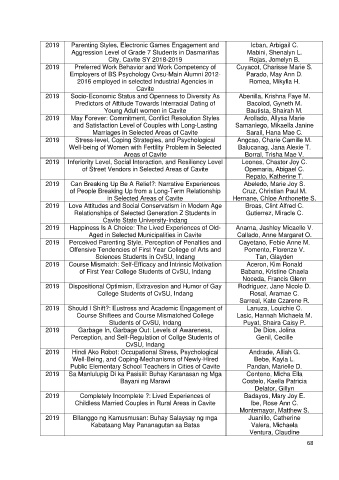 2019 Parenting Styles, Electronic Games Engagement and Icban, Arbigail C.
Aggression Level of Grade 7 Students in Dasmariñas Mabini, Shenalyn L.
City, Cavite SY 2018-2019 Rojas, Jomelyn B.
2019 Preferred Work Behavior and Work Competency of Cuyacot, Charisse Marie S.
Employers of BS Psychology Cvsu-Main Alumni 2012- Parado, May Ann D.
2016 employed in selected Industrial Agencies in Romea, Mikylla H.
Cavite
2019 Socio-Economic Status and Openness to Diversity As Abenilla, Krishna Faye M.
Predictors of Attitude Towards Interracial Dating of Bacolod, Gyneth M.
Young Adult women in Cavite Bautista, Shairah M.
2019 May Forever: Commitment, Conflict Resolution Styles Arollado, Allysa Marie
and Satisfaction Level of Couples with Long-Lasting Samaniego, Mikaella Janine
Marriages in Selected Areas of Cavite Sarail, Hana Mae C.
2019 Stress-level, Coping Strategies, and Psychological Angcao, Charie Camille M.
Well-being of Women with Fertility Problem in Selected Balucanag, Jana Alexie T.
Areas of Cavite Borral, Trisha Mae V.
2019 Inferiority Level, Social Interaction, and Resiliency Level Leones, Cheator Joy C.
of Street Vendors in Selected Areas of Cavite Opemaria, Abigael C.
Repato, Katherine T.
2019 Can Breaking Up Be A Relief?: Narrative Experiences Abeledo, Marie Joy S.
of People Breaking Up from a Long-Term Relationship Cruz, Christian Paul M.
in Selected Areas of Cavite Hernane, Chloe Anthonette S.
2019 Love Attitudes and Social Conservatism in Modern Age Broas, Clint Alfred C.
Relationships of Selected Generation Z Students in Gutierrez, Miracle C.
Cavite State University-Indang
2019 Happiness Is A Choice: The Lived Experiences of Old- Anarna, Jashley Micaello V.
Aged in Selected Municipalities in Cavite Callado, Anne Margaret O.
2019 Perceived Parenting Style, Perception of Penalties and Cayetano, Febie Anne M.
Offensive Tendencies of First Year College of Arts and Pomento, Florenza V.
Sciences Students in CvSU, Indang Tan, Glayden
2019 Course Mismatch: Self-Efficacy and Intrinsic Motivation Aceron, Kim Ronald
of First Year College Students of CvSU, Indang Babano, Kristine Chaela
Noceda, Francis Glenn
2019 Dispositional Optimism, Extravosion and Humor of Gay Rodriguez, Jane Nicole D.
College Students of CvSU, Indang Rosal, Aramae C.
Sarreal, Kate Czarene R.
2019 Should I Shift?: Eustress and Academic Engagement of Lanuza, Louichie C.
Course Shiftees and Course Mismatched College Lasic, Hannah Michaela M.
Students of CvSU, Indang Puyat, Shaira Caisy P.
2019 Garbage in, Garbage Out: Levels of Awareness, De Dios, Jolina
Perception, and Self-Regulation of Collge Students of Genil, Cecille
CvSU, Indang
2019 Hindi Ako Robot: Occupational Stress, Psychological Andrade, Alliah G.
Well-Being, and Coping-Mechanisms of Newly-Hired Bebe, Kayla L.
Public Elementary School Teachers in Cities of Cavite Pandan, Marielle D.
2019 Sa Manlulupig Di ka Pasisiil: Buhay Karanasan ng Mga Centeno, Micha Ella
Bayani ng Marawi Costelo, Kaella Patricia
Delator, Gillyn
2019 Completely Incomplete ?: Lived Experiences of Badayos, Mary Joy E.
Childless Married Couples in Rural Areas in Cavite Ibe, Rose Ann C.
Montemayor, Matthew S.
2019 Bilanggo ng Kamusmusan: Buhay Salaysay ng mga Juanillo, Catherine
Kabataang May Pananagutan sa Batas Valera, Michaela
Ventura, Claudine
68